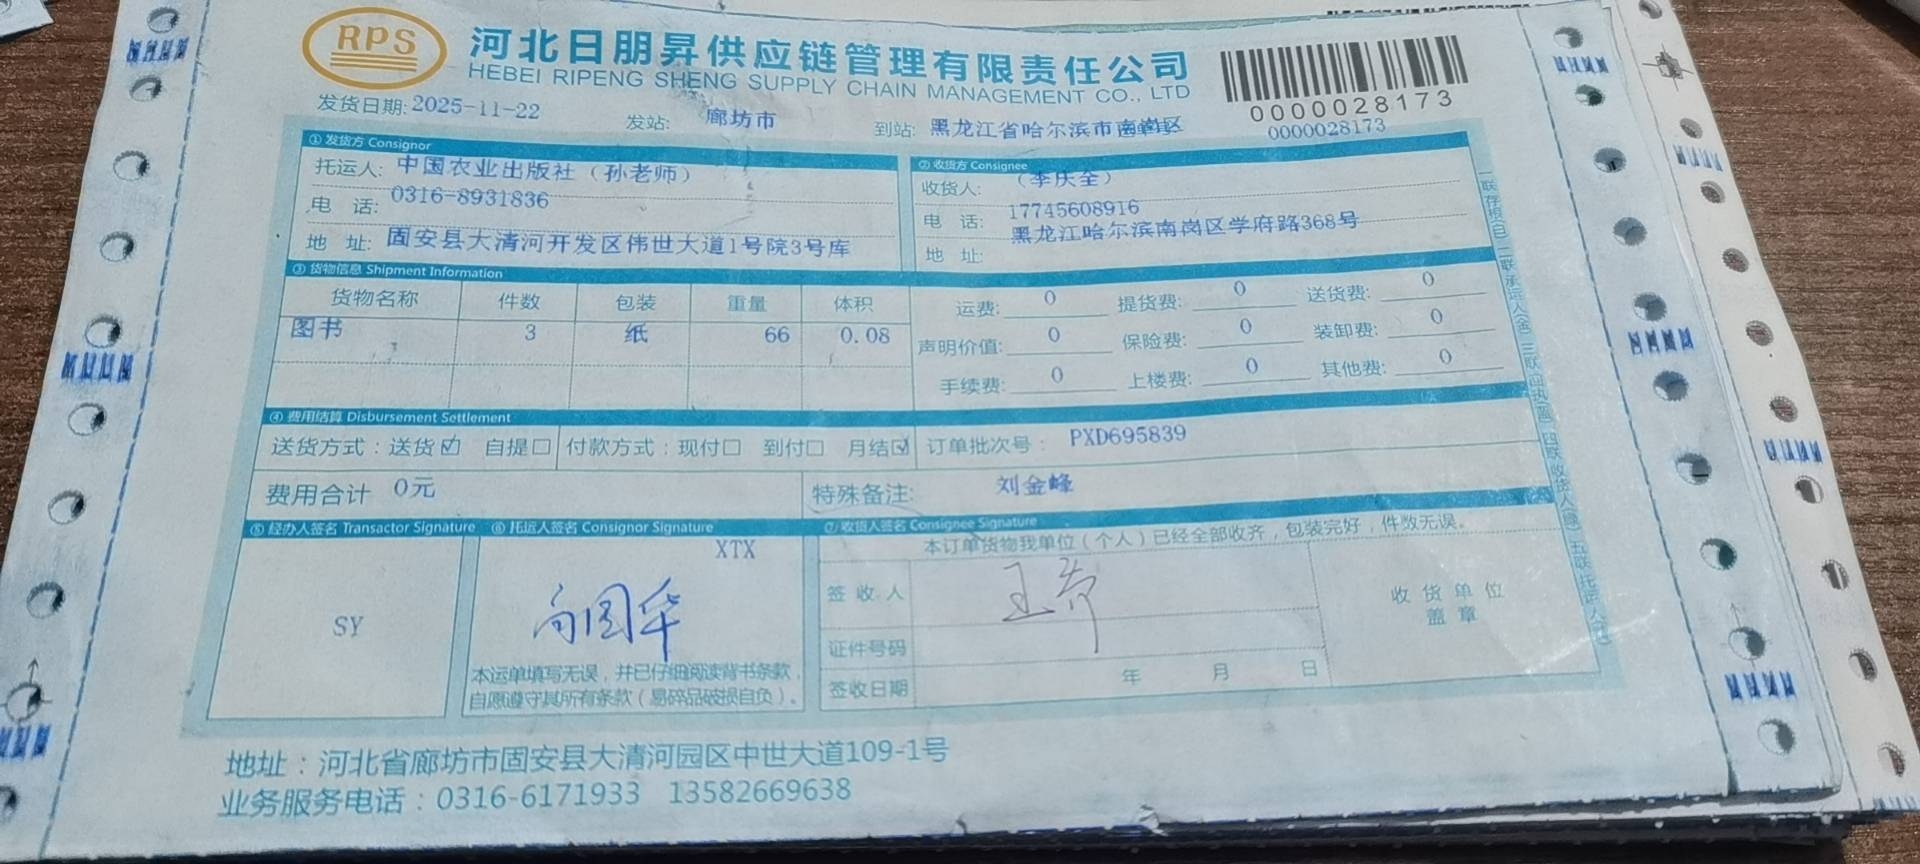 RPS
河北日朋昇供应链管理有限责任公司
HEBEI RIPENG SHENG SUPPLY CHAIN MANAGEMENT CO., LTD
0000028173
0000028173
发货日期:2025-11-22 发站: 廊坊市 到站: 黑龙江省哈尔滨市南岗区
① 发货方 Consignor
托运人: 中国农业出版社（孙老师）
电 话: 0316-8931836
地 址: 固安县大清河开发区伟世大道1号院3号库
② 收货方 Consignee
收货人: （李庆全）
电 话: 17745608916
黑龙江哈尔滨南岗区学府路368号
地 址:
③ 货物信息 Shipment Information
货物名称 件数 包装 重量 体积
图书 3 纸 66 0.08
运费: 0 提货费: 0 送货费: 0
声明价值: 0 保险费: 0 装卸费: 0
手续费: 0 上楼费: 0 其他费: 0
④ 费用结算 Disbursement Settlement
送货方式：送货☑ 自提☐ 付款方式：现付☐ 到付☐ 月结☑ 订单批次号： PXD695839
费用合计 0元 特殊备注: 刘金峰
⑤ 经办人签名 Transactor Signature ⑥ 托运人签名 Consignor Signature ⑦ 收货人签名 Consignee Signature
SY
XTX
本运单填写无误，并已仔细阅读背书条款，
自愿遵守其所有条款（易碎品破损自负）。
本订单货物我单位（个人）已经全部收齐，包装完好，件数无误。
签 收 人
证件号码
签收日期 年 月 日
收 货 单 位
盖 章
地址：河北省廊坊市固安县大清河园区中世大道109-1号
业务服务电话：0316-6171933 13582669638